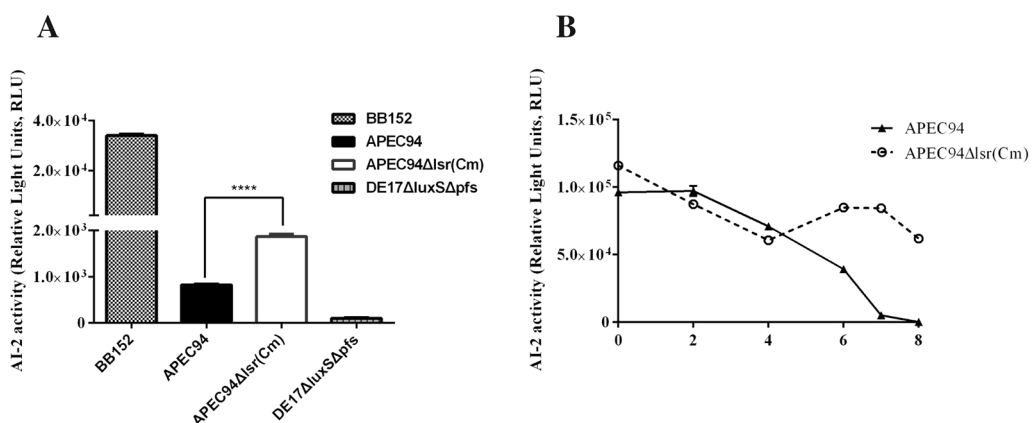 A
AI-2 activity (Relative Light Units, RLU)
4.0×10⁴
2.0×10⁴
2.0×10³
1.0×10³
0
****
BB152
APEC94
APEC94Δlsr(Cm)
DE17ΔluxSΔpfs
BB152
APEC94
APEC94Δlsr(Cm)
DE17ΔluxSΔpfs
B
AI-2 activity (Relative Light Units, RLU)
1.5×10⁵
1.0×10⁵
5.0×10⁴
0
0 2 4 6 8
APEC94
APEC94Δlsr(Cm)